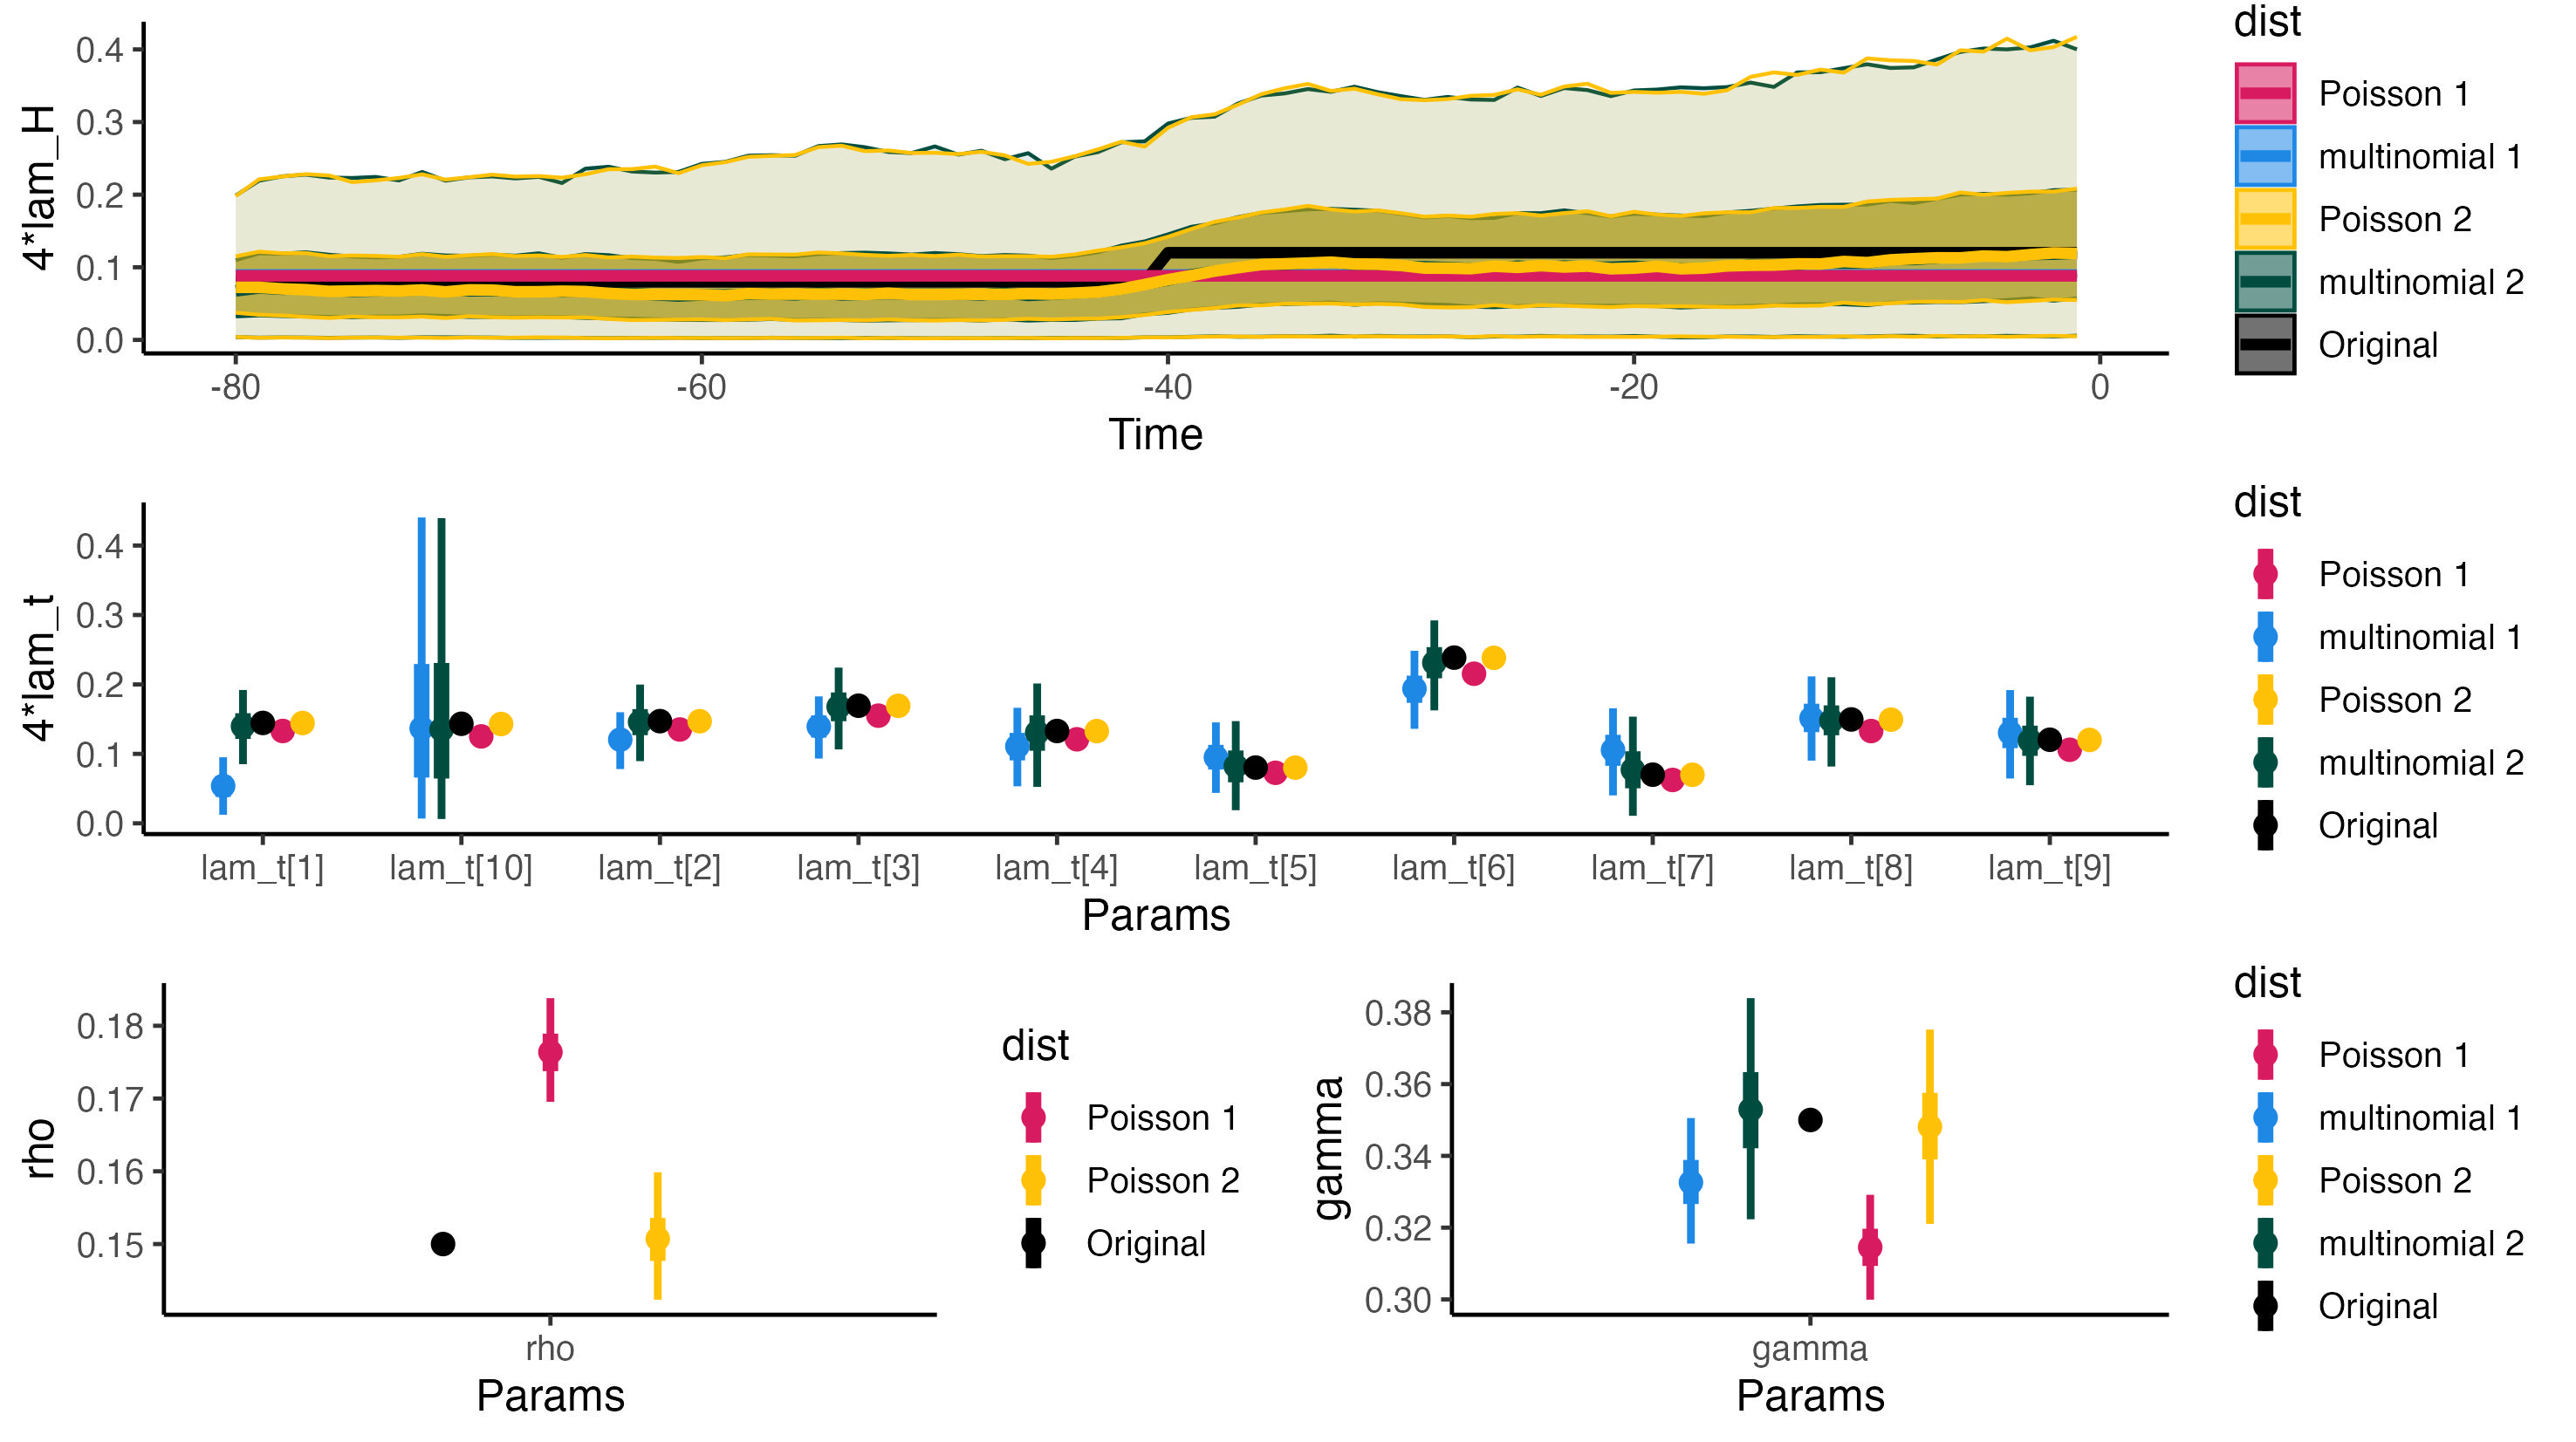 4*lam_H
0.4
0.3
0.2
0.1
0.0
-80
-60
-40
-20
0
Time
dist
Poisson 1
multinomial 1
Poisson 2
multinomial 2
Original
4*lam_t
0.4
0.3
0.2
0.1
0.0
lam_t[1]
lam_t[10]
lam_t[2]
lam_t[3]
lam_t[4]
lam_t[5]
lam_t[6]
lam_t[7]
lam_t[8]
lam_t[9]
Params
dist
Poisson 1
multinomial 1
Poisson 2
multinomial 2
Original
rho
0.18
0.17
0.16
0.15
rho
Params
dist
Poisson 1
Poisson 2
Original
gamma
0.38
0.36
0.34
0.32
0.30
gamma
Params
dist
Poisson 1
multinomial 1
Poisson 2
multinomial 2
Original